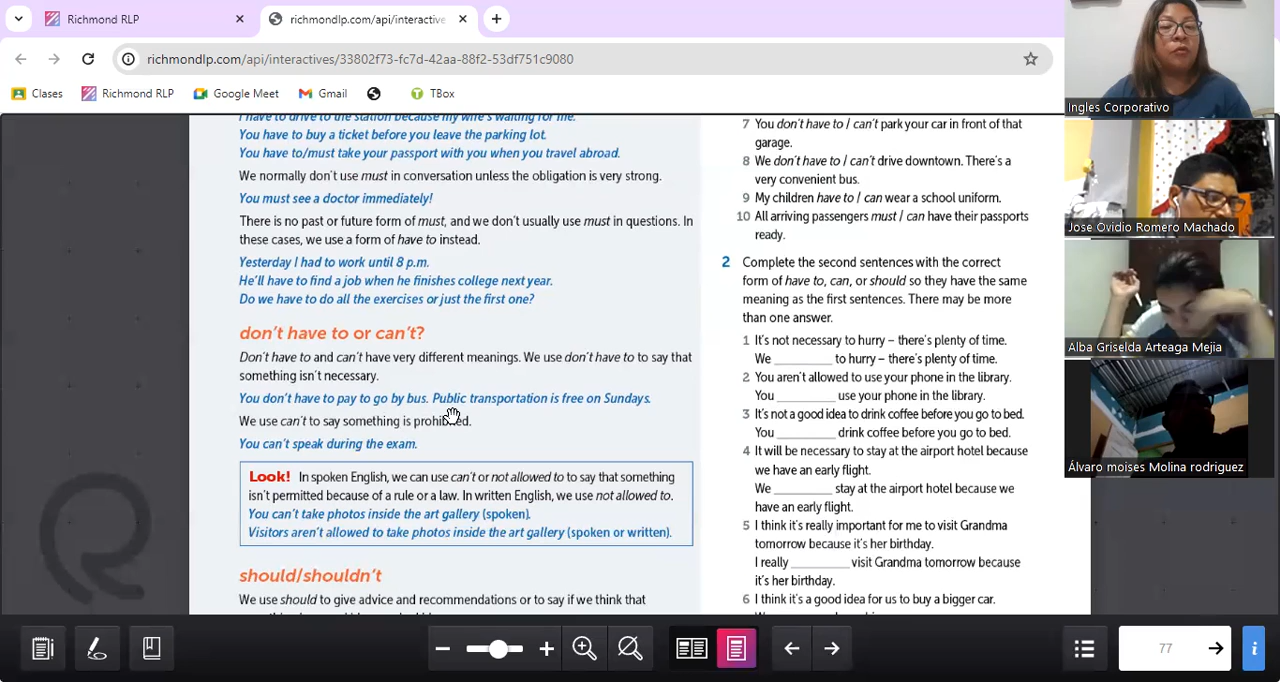 Richmond RLP
richmondlp.com/api/interactive
richmondlp.com/api/interactives/33802f73-fc7d-42aa-88f2-53df751c9080
Clases
Richmond RLP
Google Meet
Gmail
TBox
I have to drive to the station because my wife's waiting for me.
You have to buy a ticket before you leave the parking lot.
You have to/must take your passport with you when you travel abroad.
We normally don't use must in conversation unless the obligation is very strong.
You must see a doctor immediately!
There is no past or future form of must, and we don't usually use must in questions. In
these cases, we use a form of have to instead.
Yesterday I had to work until 8 p.m.
He'll have to find a job when he finishes college next year.
Do we have to do all the exercises or just the first one?
don't have to or can't?
Don't have to and can't have very different meanings. We use don't have to to say that
something isn't necessary.
You don't have to pay to go by bus. Public transportation is free on Sundays.
We use can't to say something is prohibited.
You can't speak during the exam.
Look! In spoken English, we can use can't or not allowed to to say that something
isn't permitted because of a rule or a law. In written English, we use not allowed to.
You can't take photos inside the art gallery (spoken).
Visitors aren't allowed to take photos inside the art gallery (spoken or written).
should/shouldn't
We use should to give advice and recommendations or to say if we think that
7 You don't have to / can't park your car in front of that
garage.
8 We don't have to / can't drive downtown. There's a
very convenient bus.
9 My children have to / can wear a school uniform.
10 All arriving passengers must / can have their passports
ready.
2 Complete the second sentences with the correct
form of have to, can, or should so they have the same
meaning as the first sentences. There may be more
than one answer.
1 It's not necessary to hurry – there's plenty of time.
We __________ to hurry – there's plenty of time.
2 You aren't allowed to use your phone in the library.
You __________ use your phone in the library.
3 It's not a good idea to drink coffee before you go to bed.
You __________ drink coffee before you go to bed.
4 It will be necessary to stay at the airport hotel because
we have an early flight.
We __________ stay at the airport hotel because we
have an early flight.
5 I think it's really important for me to visit Grandma
tomorrow because it's her birthday.
I really __________ visit Grandma tomorrow because
it's her birthday.
6 I think it's a good idea for us to buy a bigger car.
Ingles Corporativo
Jose Ovidio Romero Machado
Alba Griselda Arteaga Mejia
Álvaro moises Molina rodriguez
77